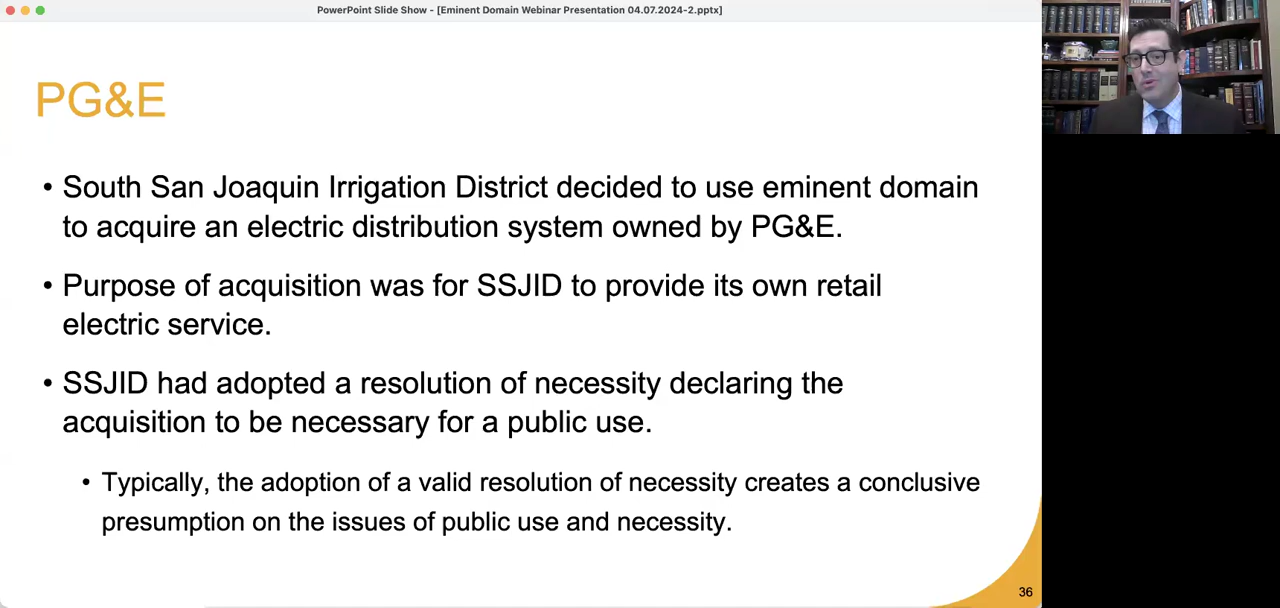 PowerPoint Slide Show - [Eminent Domain Webinar Presentation 04.07.2024-2.pptx]
PG&E
• South San Joaquin Irrigation District decided to use eminent domain
to acquire an electric distribution system owned by PG&E.
• Purpose of acquisition was for SSJID to provide its own retail
electric service.
• SSJID had adopted a resolution of necessity declaring the
acquisition to be necessary for a public use.
• Typically, the adoption of a valid resolution of necessity creates a conclusive
presumption on the issues of public use and necessity.
36